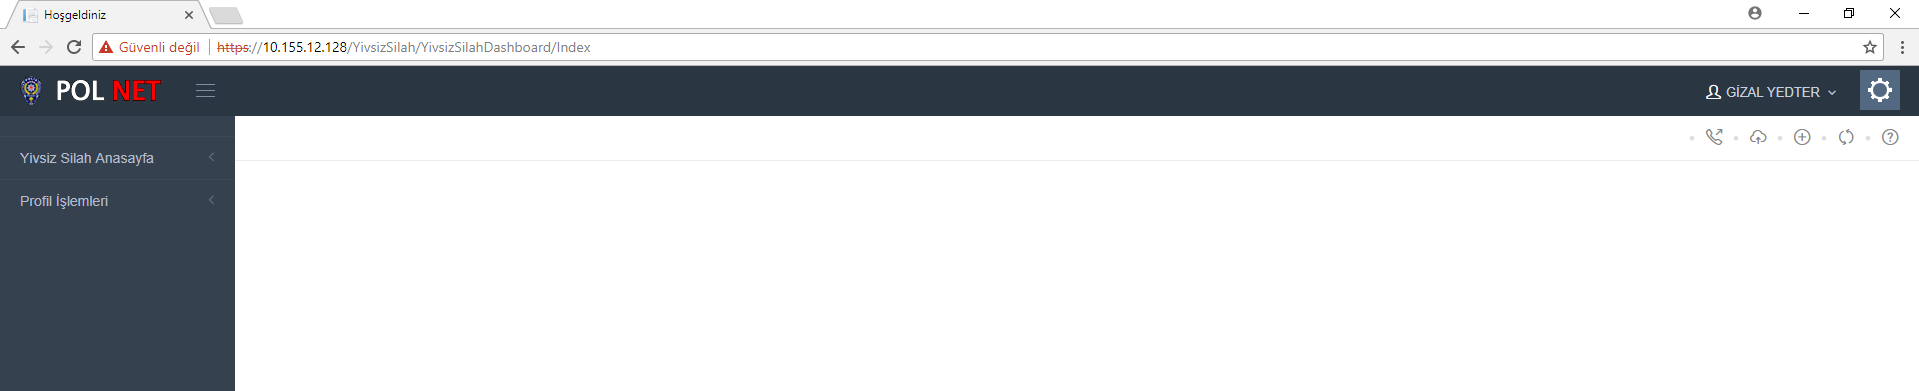 Hoşgeldiniz
Güvenli değil https://10.155.12.128/YivsizSilah/YivsizSilahDashboard/Index
POL NET
GİZAL YEDTER
Yivsiz Silah Anasayfa
Profil İşlemleri